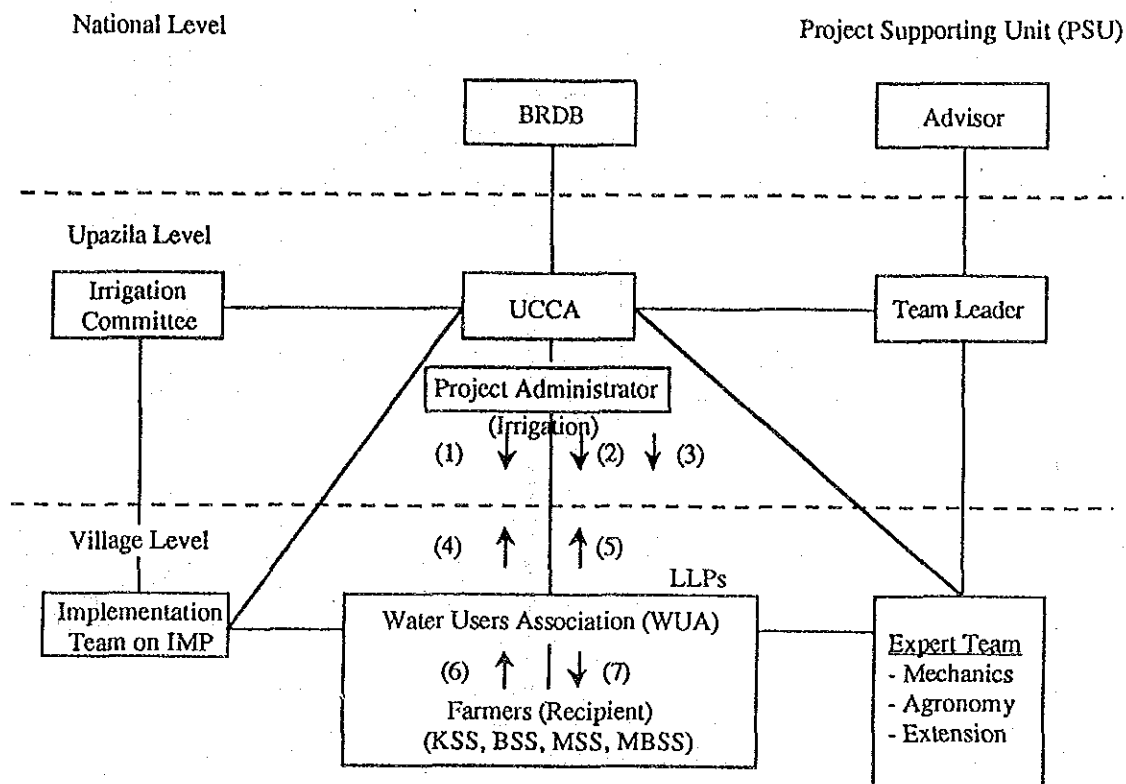 National Level
Project Supporting Unit (PSU)
BRDB
Advisor
Upazila Level
Irrigation
Committee
UCCA
Team Leader
Project Administrator
(Irrigation)
(1)
(2)
(3)
Village Level
(4)
(5)
LLPs
Implementation
Team on IMP
Water Users Association (WUA)
(6)
(7)
Farmers (Recipient)
(KSS, BSS, MSS, MBSS)
Expert Team
- Mechanics
- Agronomy
- Extension